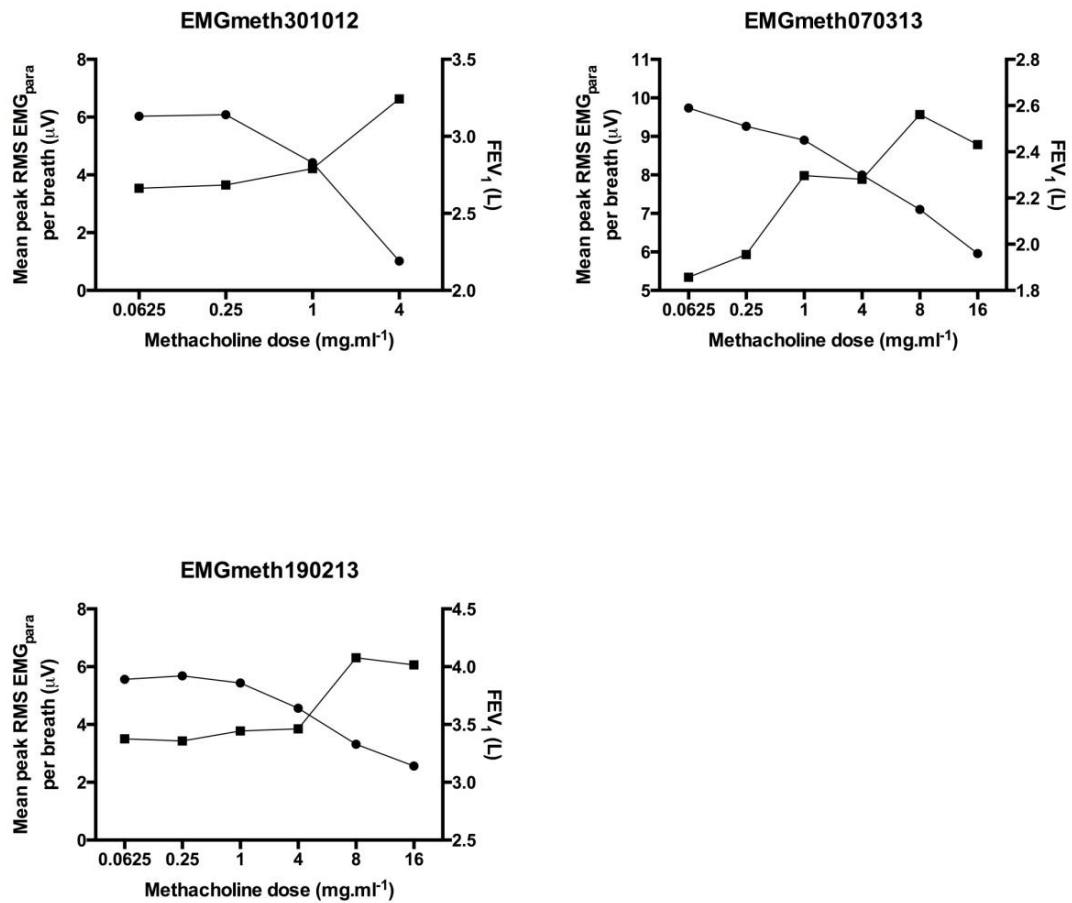 EMGmeth301012
8
6
4
2
0
Mean peak RMS EMGpara
per breath (μV)
3.5
3.0
2.5
2.0
FEV1 (L)
0.0625 0.25 1 4
Methacholine dose (mg.ml-1)
EMGmeth070313
11
10
9
8
7
6
5
Mean peak RMS EMGpara
per breath (μV)
2.8
2.6
2.4
2.2
2.0
1.8
FEV1 (L)
0.0625 0.25 1 4 8 16
Methacholine dose (mg.ml-1)
EMGmeth190213
8
6
4
2
0
Mean peak RMS EMGpara
per breath (μV)
4.5
4.0
3.5
3.0
2.5
FEV1 (L)
0.0625 0.25 1 4 8 16
Methacholine dose (mg.ml-1)